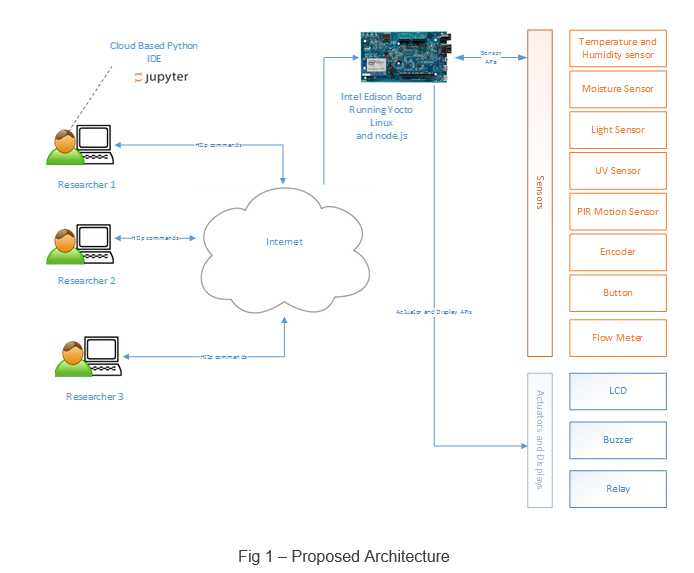 Cloud Based Python
IDE
jupyter
Researcher 1
Http commands
Researcher 2
Http commands
Researcher 3
Http commands
Internet
Intel Edison Board
Running Yocto
Linux
and node.js
Sensor
APIs
Actuator and Display APIs
Sensors
Temperature and
Humidity sensor
Moisture Sensor
Light Sensor
UV Sensor
PIR Motion Sensor
Encoder
Button
Flow Meter
Actuators and Displays
LCD
Buzzer
Relay
Fig 1 – Proposed Architecture